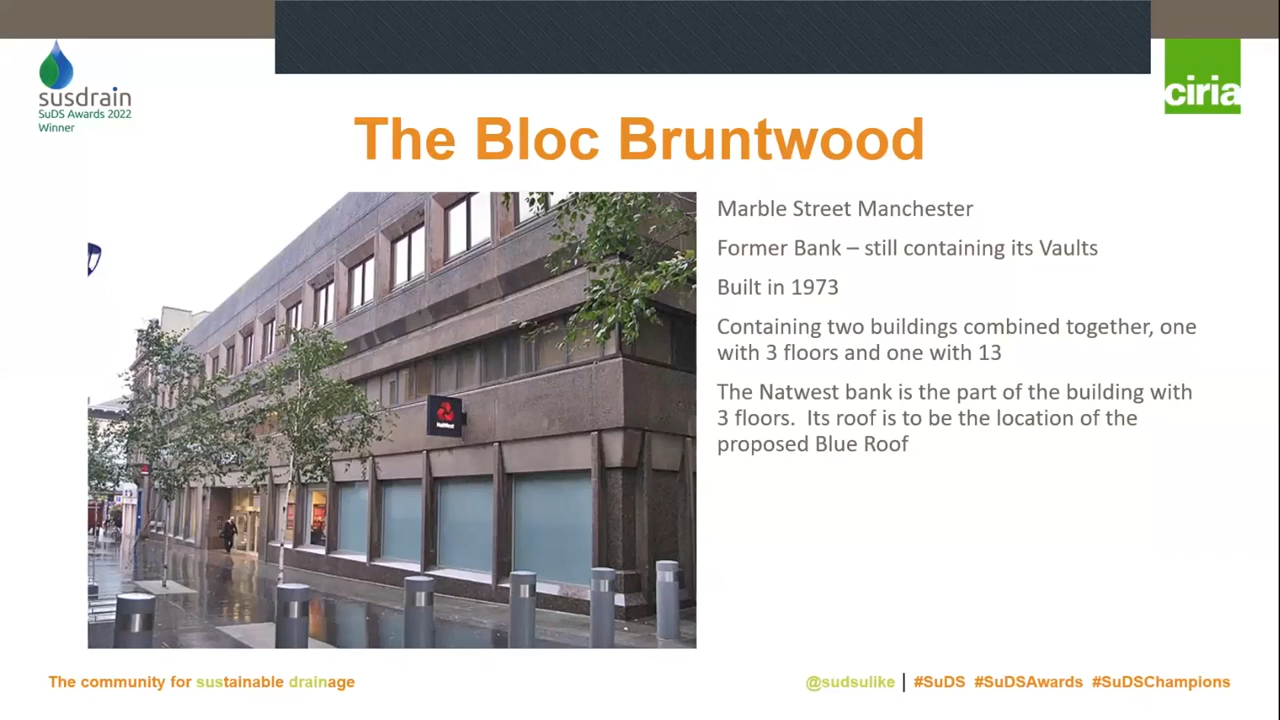 susdrain
SuDS Awards 2022
Winner
ciria
The Bloc Bruntwood
Marble Street Manchester
Former Bank – still containing its Vaults
Built in 1973
Containing two buildings combined together, one
with 3 floors and one with 13
The Natwest bank is the part of the building with
3 floors.  Its roof is to be the location of the
proposed Blue Roof
NatWest
The community for sustainable drainage
@sudsulike | #SuDS #SuDSAwards #SuDSChampions